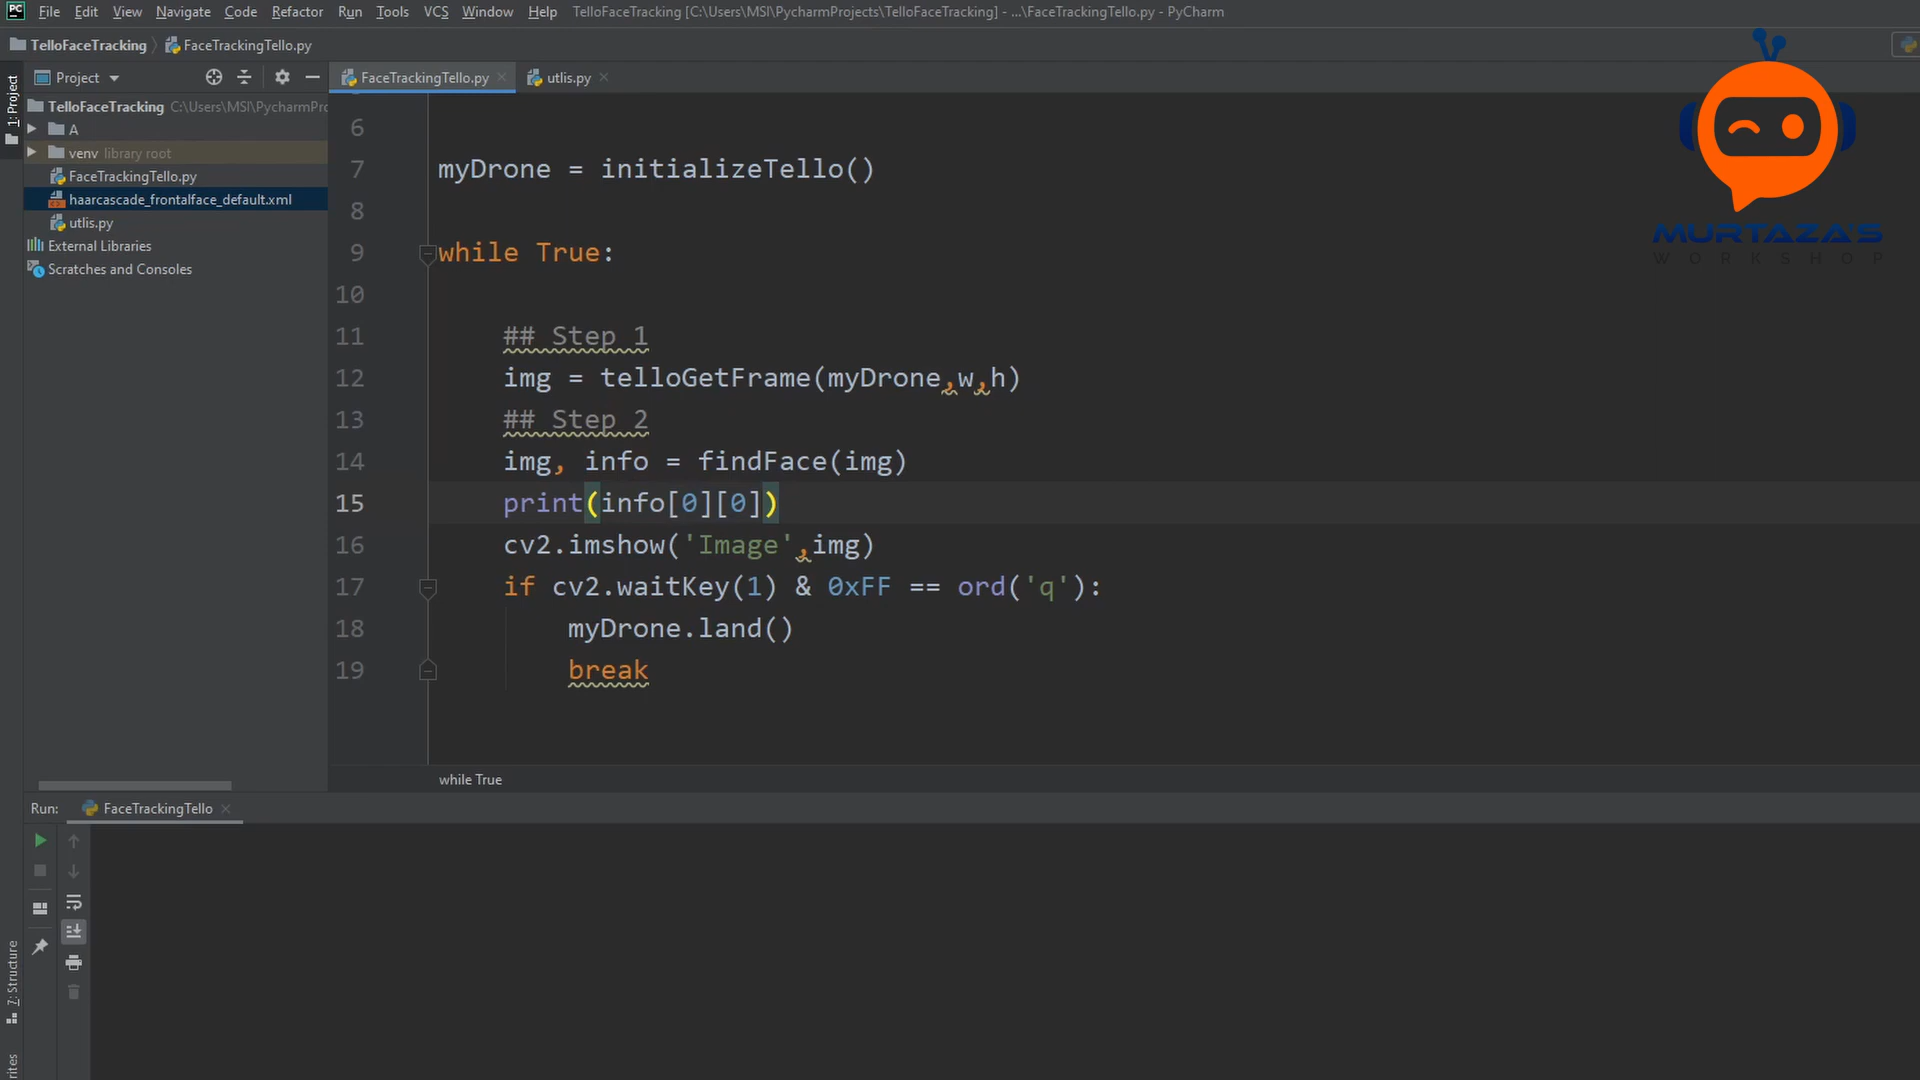 PC File Edit View Navigate Code Refactor Run Tools VCS Window Help TelloFaceTracking [C:\Users\MSI\PycharmProjects\TelloFaceTracking] - ...\FaceTrackingTello.py - PyCharm
TelloFaceTracking FaceTrackingTello.py
1: Project
Project
FaceTrackingTello.py
utlis.py
TelloFaceTracking C:\Users\MSI\PycharmPro
A
venv library root
FaceTrackingTello.py
haarcascade_frontalface_default.xml
utlis.py
External Libraries
Scratches and Consoles
6
7 myDrone = initializeTello()
8
9 while True:
10
11 ## Step 1
12 img = telloGetFrame(myDrone,w,h)
13 ## Step 2
14 img, info = findFace(img)
15 print(info[0][0])
16 cv2.imshow('Image',img)
17 if cv2.waitKey(1) & 0xFF == ord('q'):
18 myDrone.land()
19 break
while True
MURTAZA'S
WORKSHOP
Run: FaceTrackingTello
7: Structure
rites